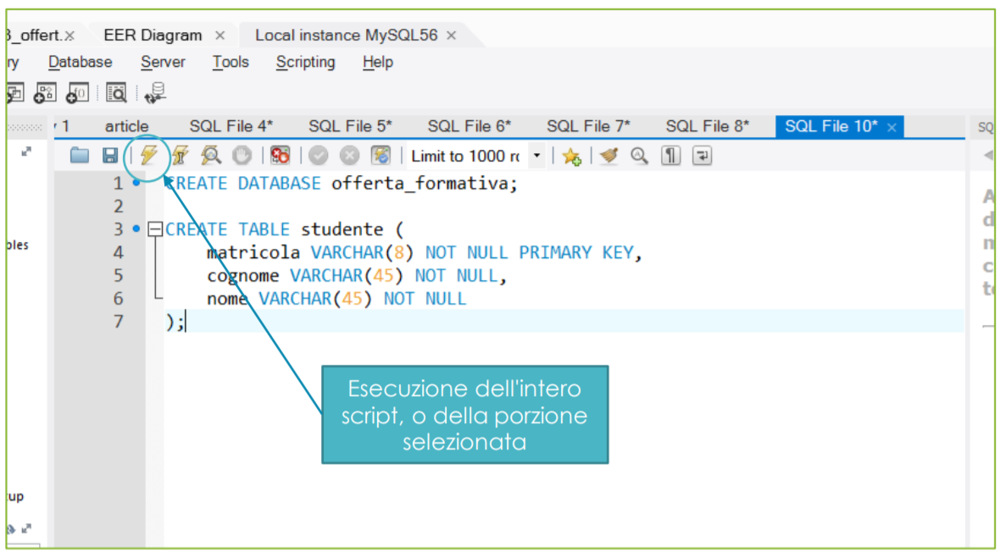 3_offert. × EER Diagram × Local instance MySQL56 ×
ry Database Server Tools Scripting Help
r 1 article SQL File 4* SQL File 5* SQL File 6* SQL File 7* SQL File 8* SQL File 10* × SQ
Limit to 1000 rc
1 CREATE DATABASE offerta_formativa;
2
3 CREATE TABLE studente (
4 matricola VARCHAR(8) NOT NULL PRIMARY KEY,
5 cognome VARCHAR(45) NOT NULL,
6 nome VARCHAR(45) NOT NULL
7 );
Esecuzione dell'intero
script, o della porzione
selezionata
bles
tup
A
d
m
c
to